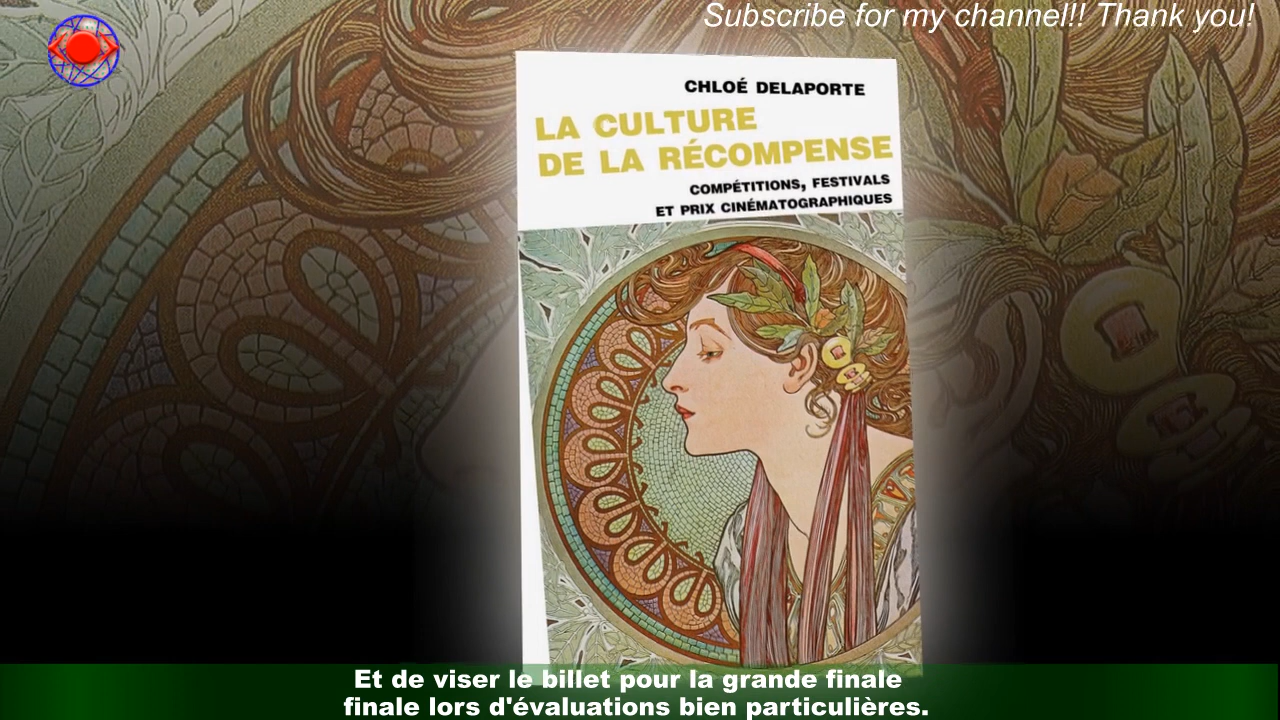 Subscribe for my channel!! Thank you!
CHLOÉ DELAPORTE
LA CULTURE
DE LA RÉCOMPENSE
COMPÉTITIONS, FESTIVALS
ET PRIX CINÉMATOGRAPHIQUES
Et de viser le billet pour la grande finale
finale lors d'évaluations bien particulières.